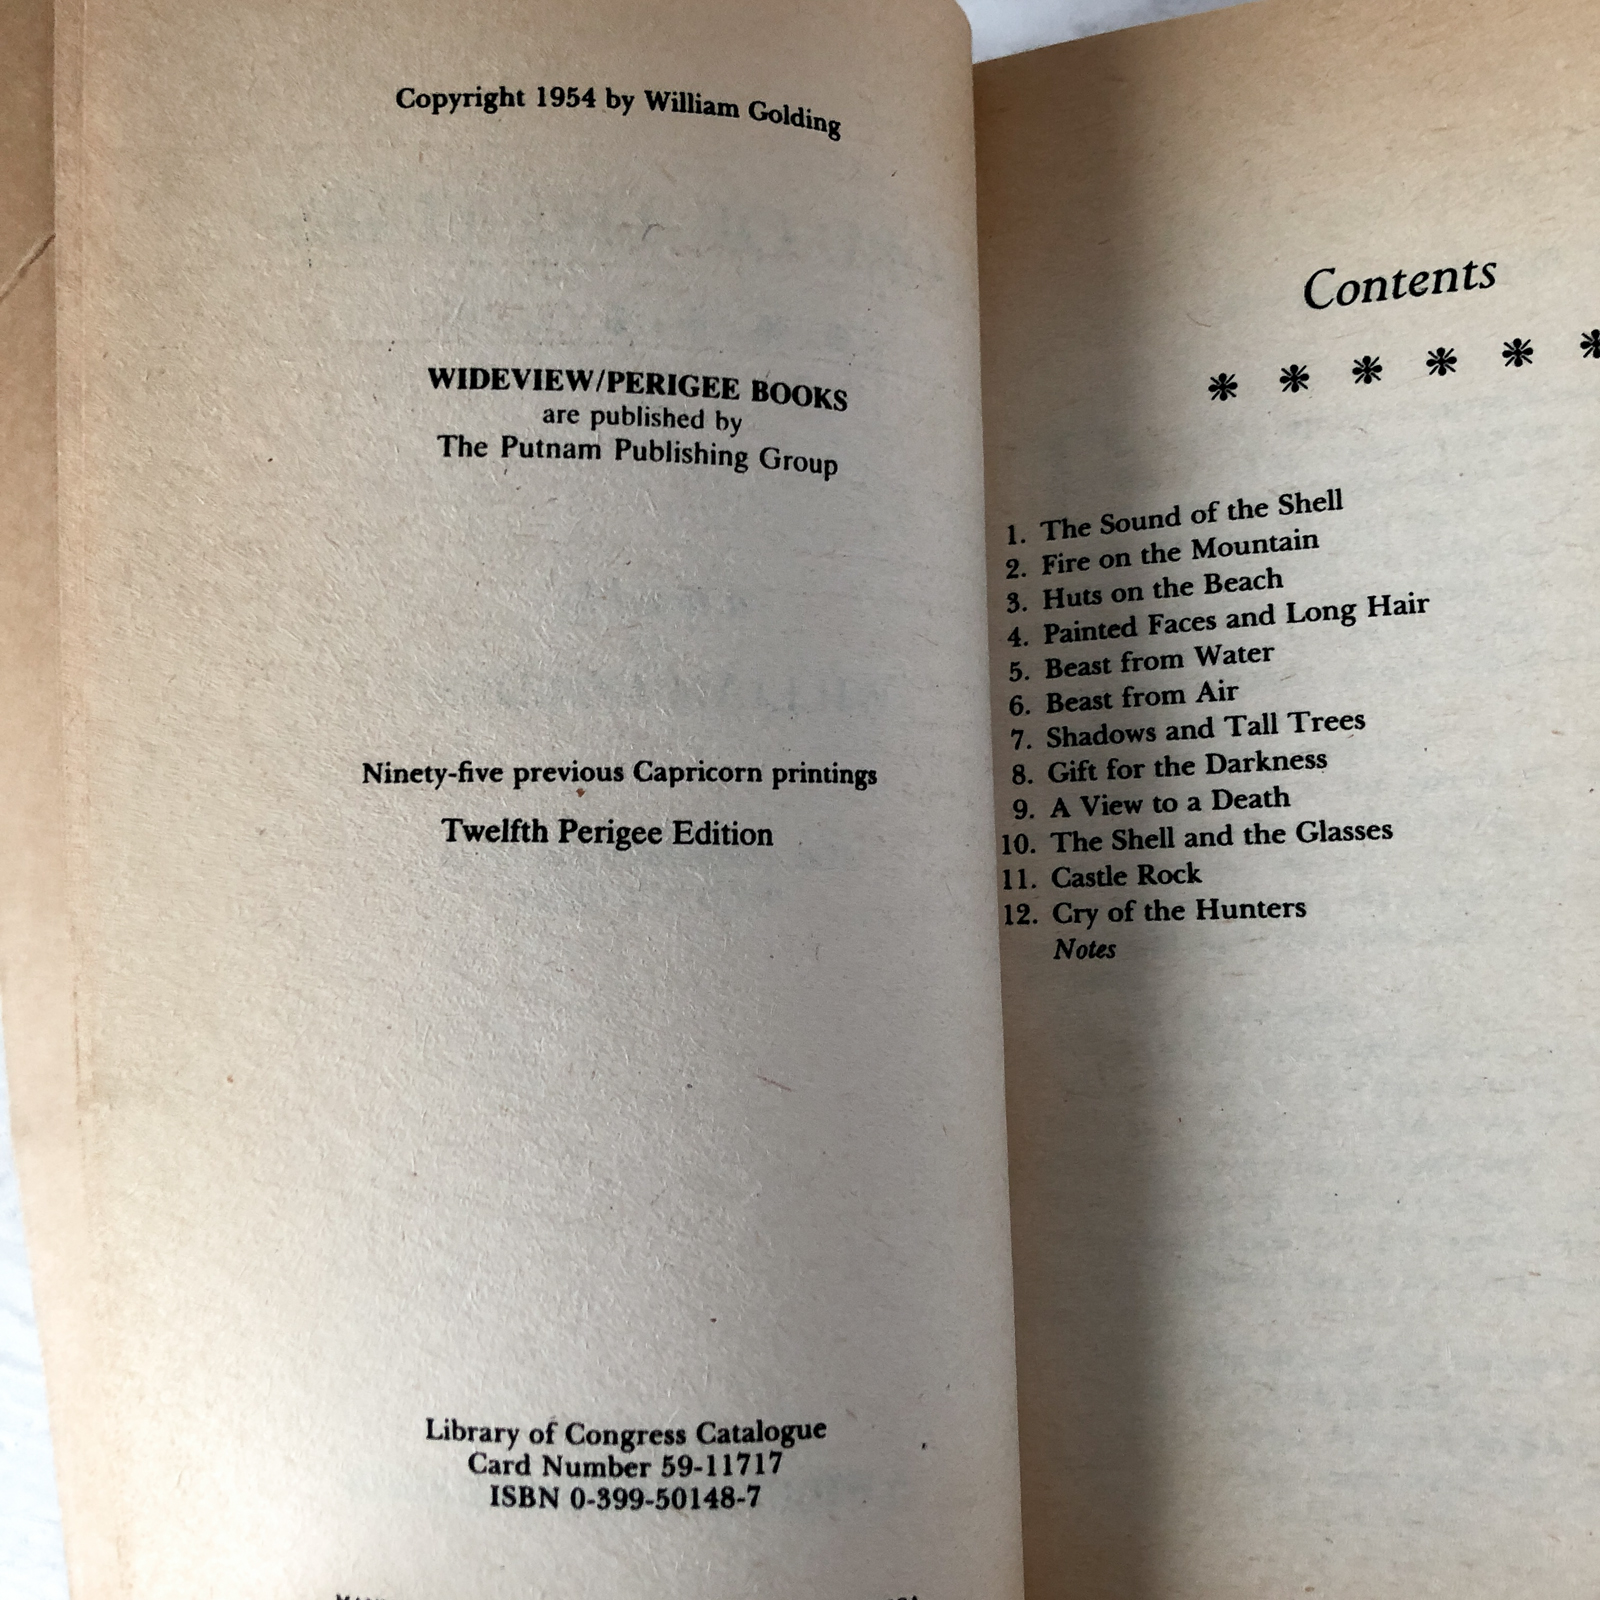 Copyright 1954 by William Golding
WIDEVIEW/PERIGEE BOOKS
are published by
The Putnam Publishing Group
Ninety-five previous Capricorn printings
Twelfth Perigee Edition
Library of Congress Catalogue
Card Number 59-11717
ISBN 0-399-50148-7
Contents
1. The Sound of the Shell
2. Fire on the Mountain
3. Huts on the Beach
4. Painted Faces and Long Hair
5. Beast from Water
6. Beast from Air
7. Shadows and Tall Trees
8. Gift for the Darkness
9. A View to a Death
10. The Shell and the Glasses
11. Castle Rock
12. Cry of the Hunters
Notes